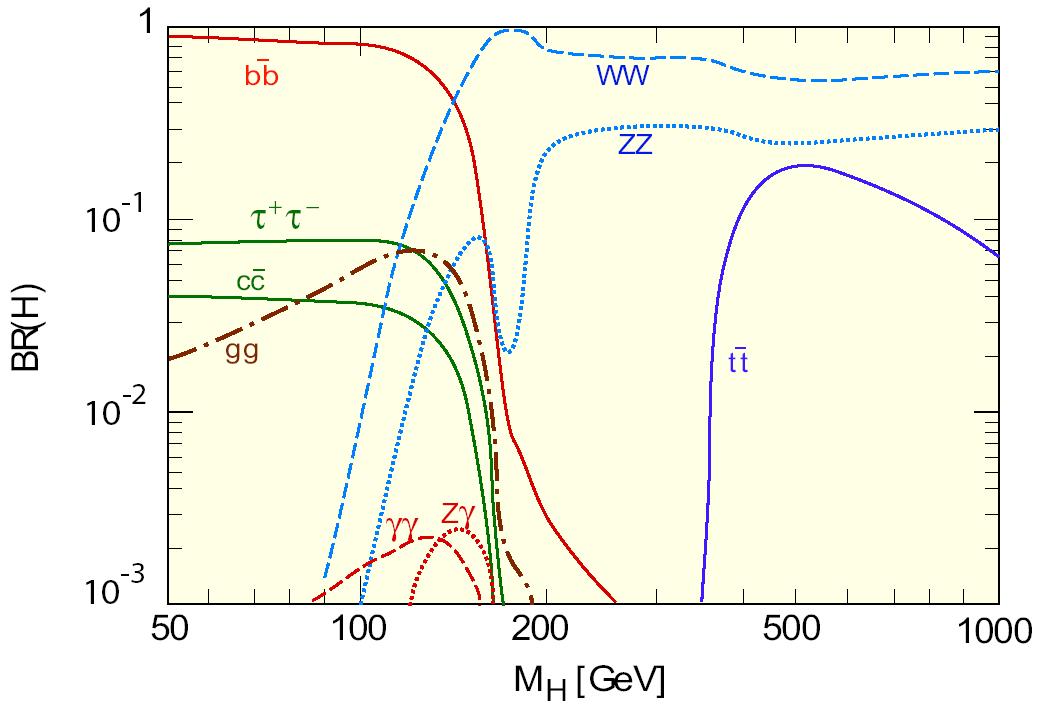 1
bb̄
WW
ZZ
10⁻¹
τ⁺τ⁻
cc̄
gg
tt̄
BR(H)
10⁻²
γγ
Zγ
10⁻³
50
100
200
500
1000
M_H [GeV]